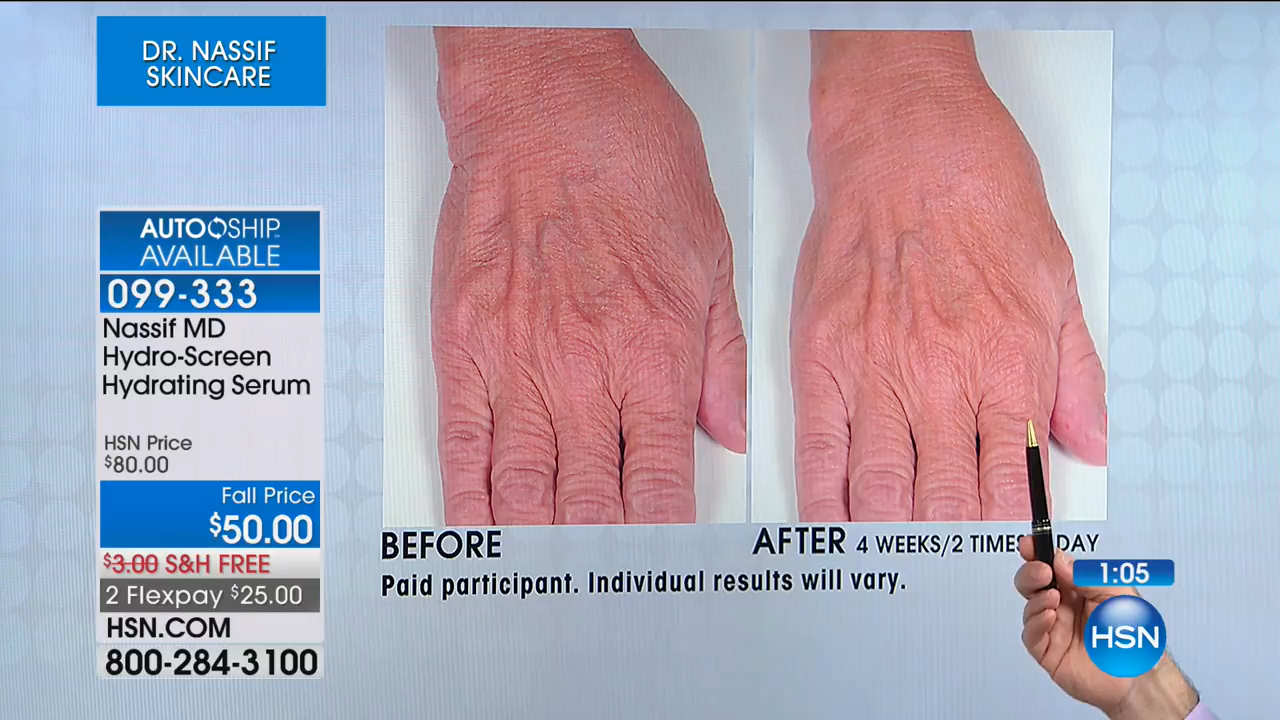 DR. NASSIF
SKINCARE
AUTO SHIP
AVAILABLE
099-333
Nassif MD
Hydro-Screen
Hydrating Serum
HSN Price
$80.00
Fall Price
$50.00
$3.00 S&H FREE
2 Flexpay $25.00
HSN.COM
800-284-3100
BEFORE
AFTER 4 WEEKS/2 TIMES DAY
Paid participant. Individual results will vary.
1:05
HSN